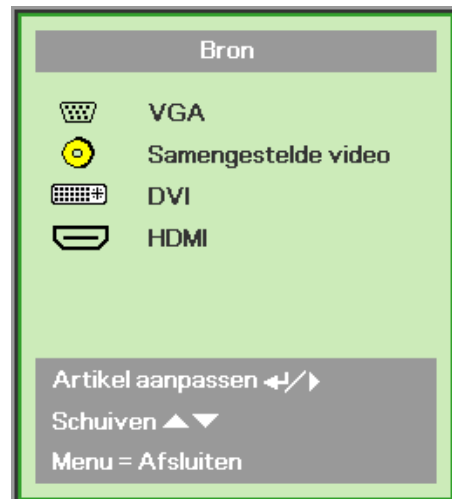 Bron
VGA
Samengestelde video
DVI
HDMI
Artikel aanpassen ↵/▶
Schuiven ▲▼
Menu = Afsluiten